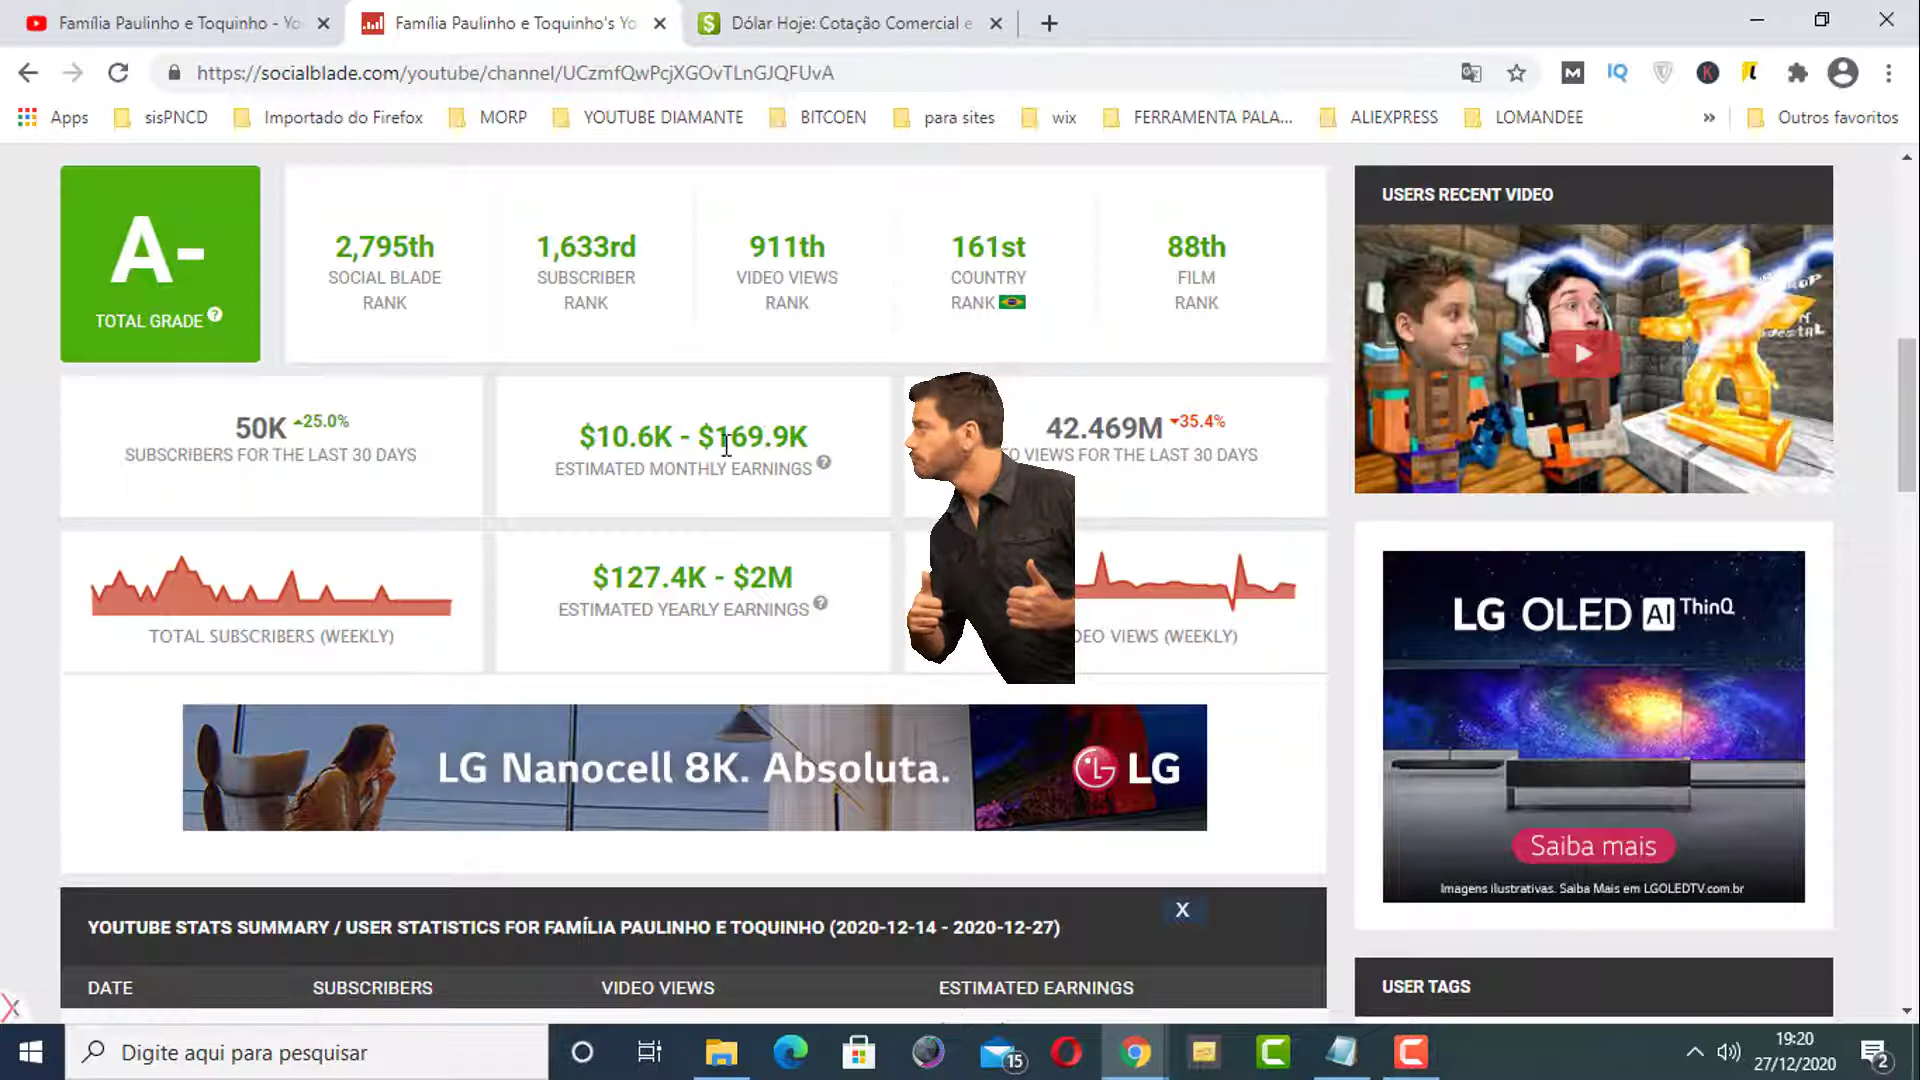 Família Paulinho e Toquinho - Yo
Família Paulinho e Toquinho's Yo
Dólar Hoje: Cotação Comercial e
https://socialblade.com/youtube/channel/UCzmfQwPcjXGOvTLnGJQFUvA
Apps
sisPNCD
Importado do Firefox
MORP
YOUTUBE DIAMANTE
BITCOEN
para sites
wix
FERRAMENTA PALA...
ALIEXPRESS
LOMANDEE
»
Outros favoritos
A-
TOTAL GRADE
2,795th
SOCIAL BLADE
RANK
1,633rd
SUBSCRIBER
RANK
911th
VIDEO VIEWS
RANK
161st
COUNTRY
RANK
88th
FILM
RANK
USERS RECENT VIDEO
50K 25.0%
SUBSCRIBERS FOR THE LAST 30 DAYS
$10.6K - $169.9K
ESTIMATED MONTHLY EARNINGS
42.469M 35.4%
O VIEWS FOR THE LAST 30 DAYS
TOTAL SUBSCRIBERS (WEEKLY)
$127.4K - $2M
ESTIMATED YEARLY EARNINGS
DEO VIEWS (WEEKLY)
LG Nanocell 8K. Absoluta.
LG
LG OLED AI ThinQ
Saiba mais
Imagens ilustrativas. Saiba Mais em LGOLEDTV.com.br
X
YOUTUBE STATS SUMMARY / USER STATISTICS FOR FAMÍLIA PAULINHO E TOQUINHO (2020-12-14 - 2020-12-27)
DATE
SUBSCRIBERS
VIDEO VIEWS
ESTIMATED EARNINGS
USER TAGS
Digite aqui para pesquisar
15
19:20
27/12/2020
2